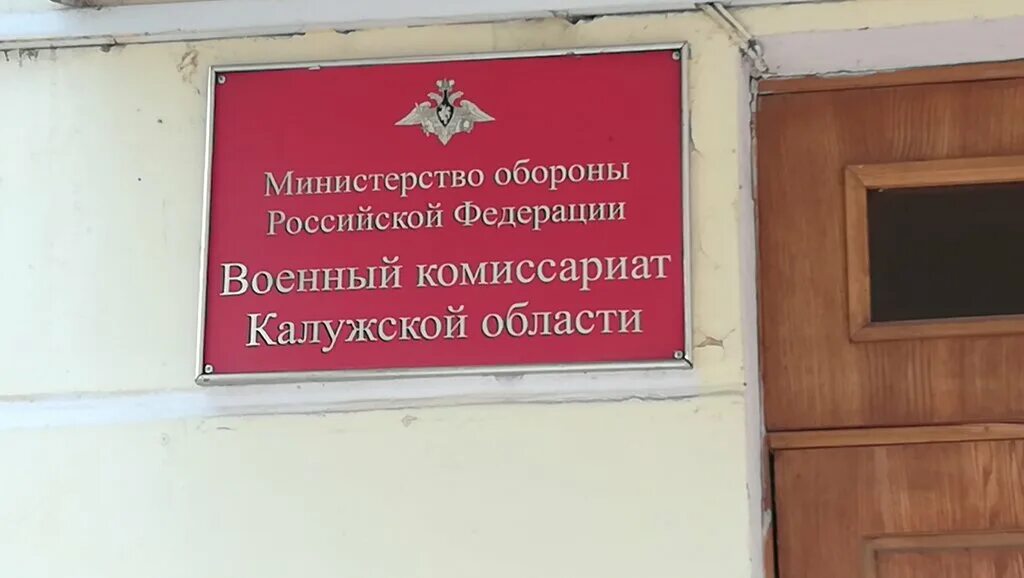 Министерство обороны
Российской Федерации
Военный комиссариат
Калужской области